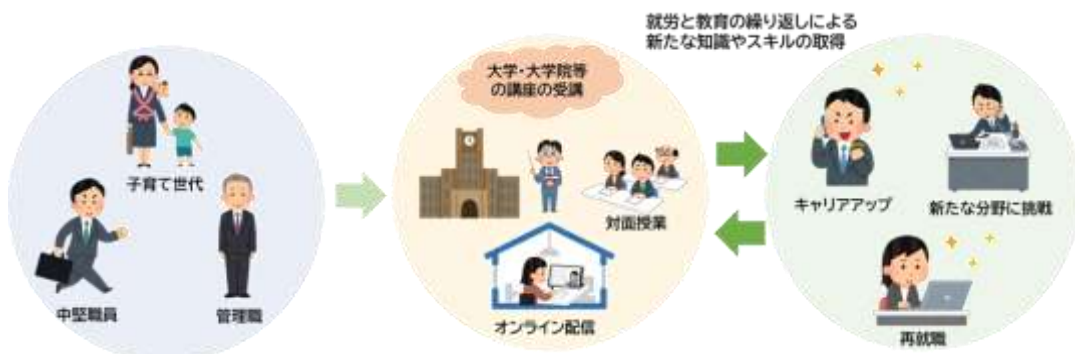 就労と教育の繰り返しによる
新たな知識やスキルの取得
大学・大学院等
の講座の受講
子育て世代
中堅職員
管理職
対面授業
オンライン配信
キャリアアップ
新たな分野に挑戦
再就職